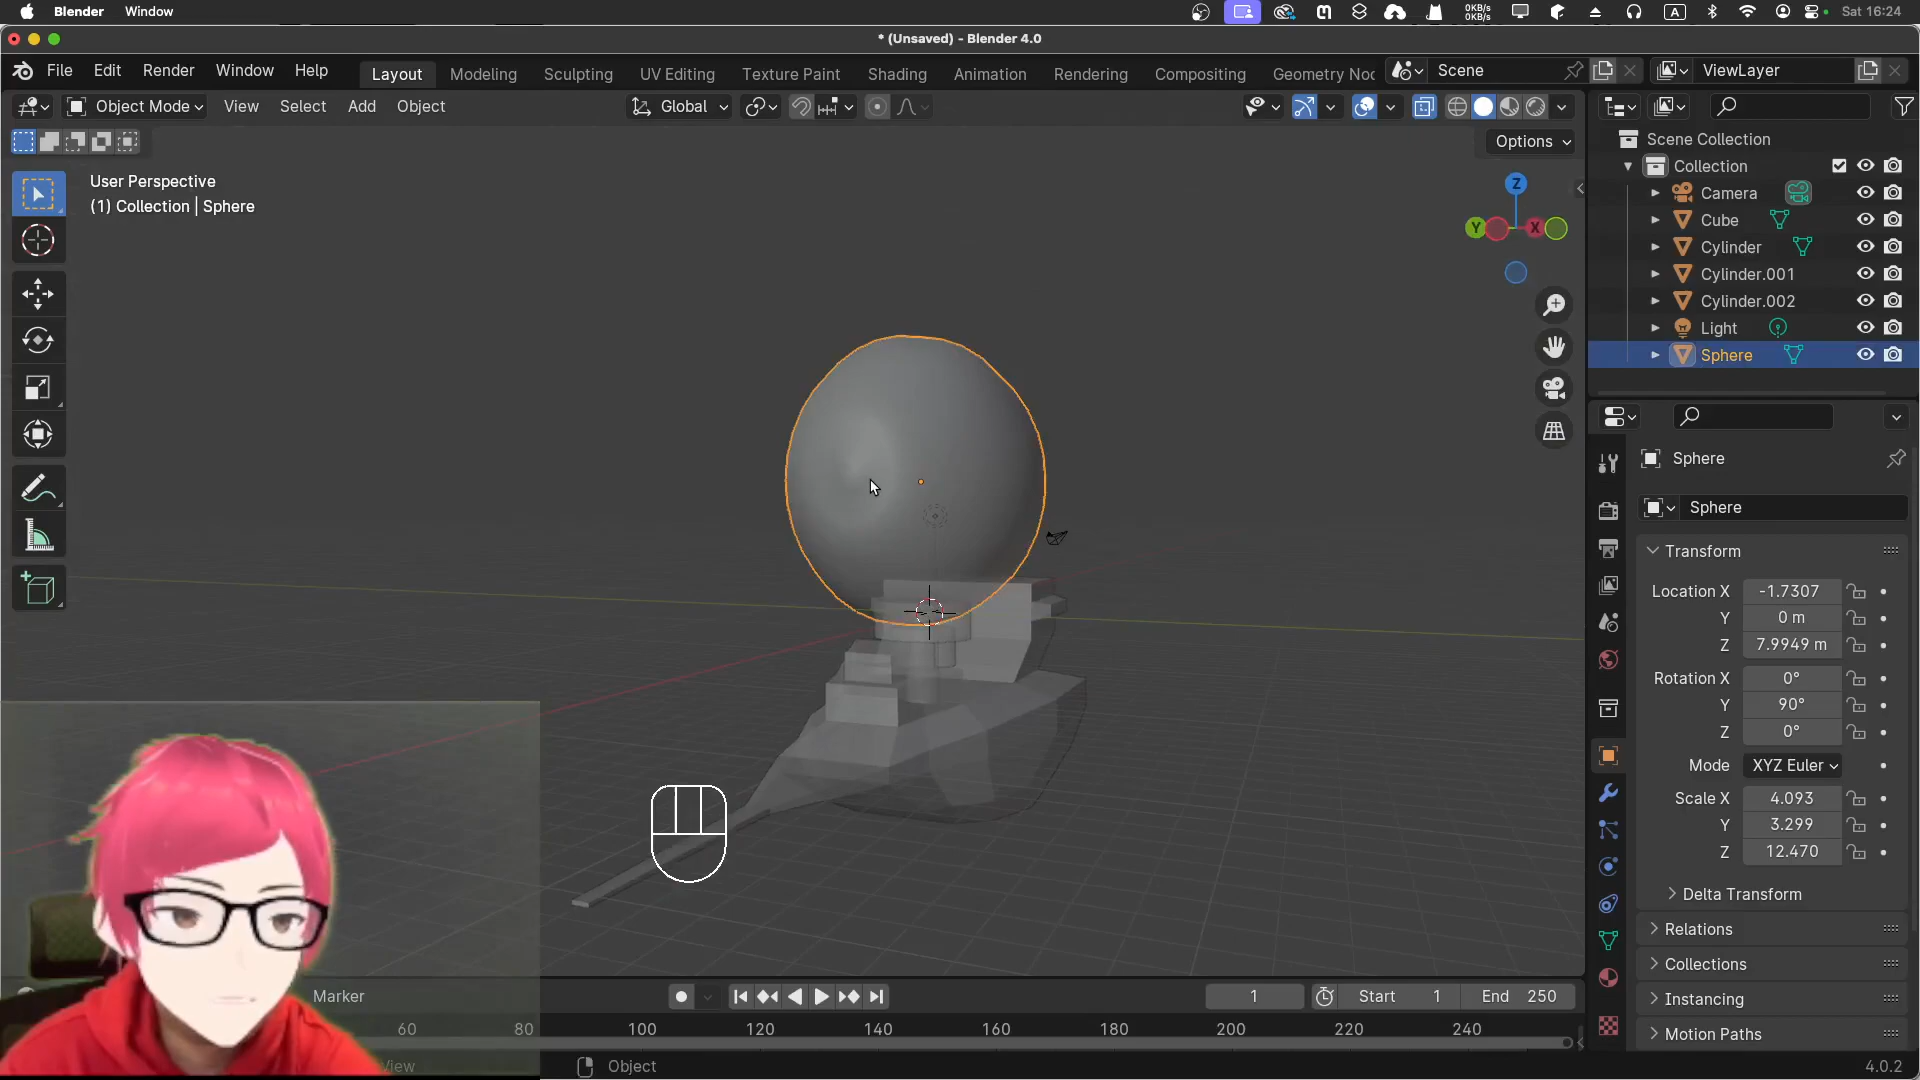 Blender Window
0KB/s
0KB/s
A
Sat 16:24
* (Unsaved) - Blender 4.0
File Edit Render Window Help
Layout Modeling Sculpting UV Editing Texture Paint Shading Animation Rendering Compositing Geometry Noc
Scene
ViewLayer
Object Mode View Select Add Object
Global
Options
User Perspective
(1) Collection | Sphere
Z
Y
X
Scene Collection
Collection
Camera
Cube
Cylinder
Cylinder.001
Cylinder.002
Light
Sphere
Sphere
Sphere
Transform
Location X -1.7307
Y 0 m
Z 7.9949 m
Rotation X 0°
Y 90°
Z 0°
Mode XYZ Euler
Scale X 4.093
Y 3.299
Z 12.470
Delta Transform
Relations
Collections
Instancing
Motion Paths
Marker
1
Start 1
End 250
60 80 100 120 140 160 180 200 220 240
View
Object
4.0.2